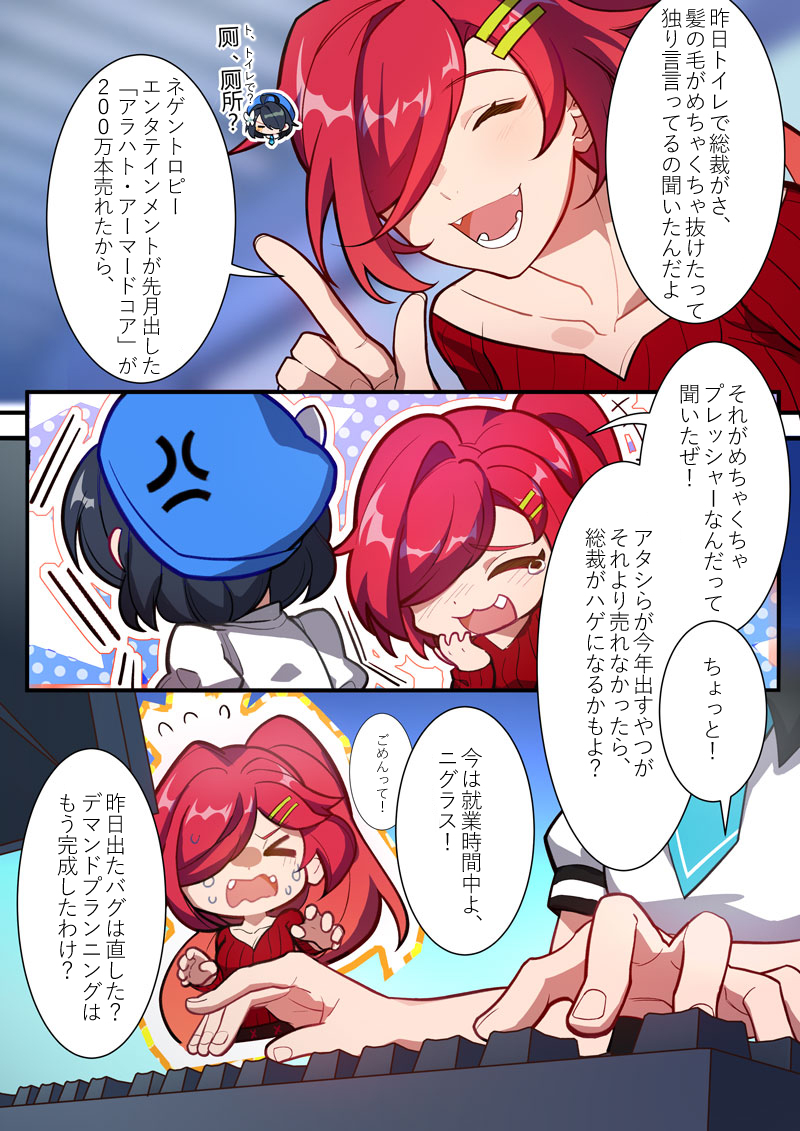 昨日トイレで総裁がさ、
髪の毛がめちゃくちゃ抜けたって
独り言言ってるの聞いたんだよ
ト、トイレで?
厕、厕所?
ネゲントロピー
エンタテインメントが先月出した
「アラハト・アーマードコア」が
200万本売れたから、
それがめちゃくちゃ
プレッシャーなんだって
聞いたぜ!
アタシらが今年出すやつが
それより売れなかったら、
総裁がハゲになるかもよ?
ちょっと!
今は就業時間中よ、
ニグラス!
ごめんって!
昨日出たバグは直した?
デマンドプランニングは
もう完成したわけ?